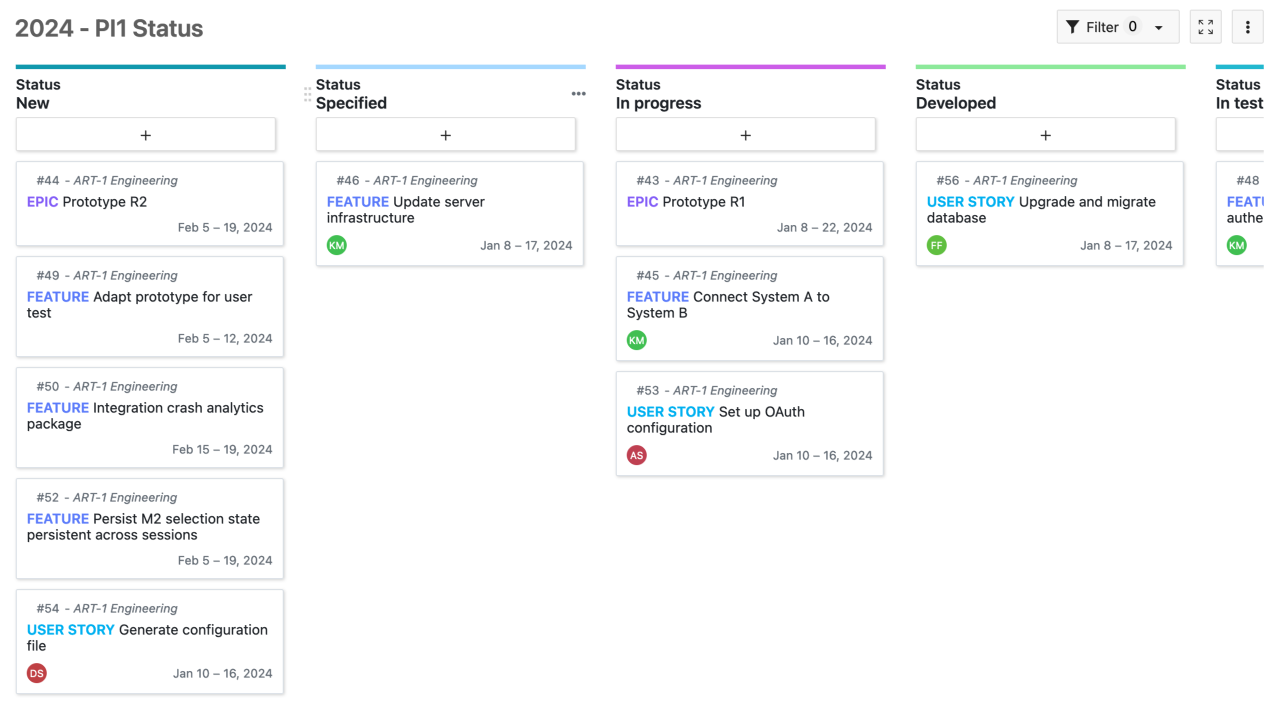 2024 - PI1 Status
Filter 0
Status
New
+
#44 - ART-1 Engineering
EPIC Prototype R2
Feb 5 – 19, 2024
#49 - ART-1 Engineering
FEATURE Adapt prototype for user
test
Feb 5 – 12, 2024
#50 - ART-1 Engineering
FEATURE Integration crash analytics
package
Feb 15 – 19, 2024
#52 - ART-1 Engineering
FEATURE Persist M2 selection state
persistent across sessions
Feb 5 – 19, 2024
#54 - ART-1 Engineering
USER STORY Generate configuration
file
DS Jan 10 – 16, 2024
Status
Specified
+
#46 - ART-1 Engineering
FEATURE Update server
infrastructure
KM Jan 8 – 17, 2024
Status
In progress
+
#43 - ART-1 Engineering
EPIC Prototype R1
Jan 8 – 22, 2024
#45 - ART-1 Engineering
FEATURE Connect System A to
System B
KM Jan 10 – 16, 2024
#53 - ART-1 Engineering
USER STORY Set up OAuth
configuration
AS Jan 10 – 16, 2024
Status
Developed
+
#56 - ART-1 Engineering
USER STORY Upgrade and migrate
database
FF Jan 8 – 17, 2024
Status
In test
#48
FEATU
authe
KM